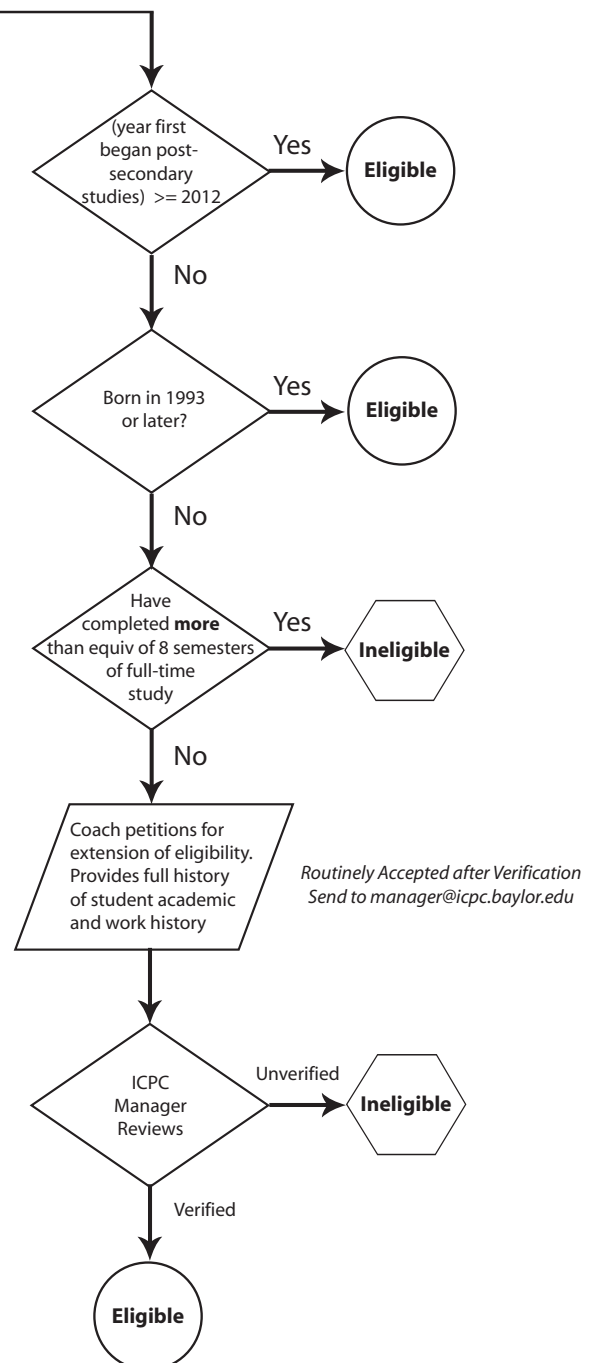 (year first
began post-
secondary
studies) >= 2012
Yes
Eligible
No
Born in 1993
or later?
Yes
Eligible
No
Have
completed more
than equiv of 8 semesters
of full-time
study
Yes
Ineligible
No
Coach petitions for
extension of eligibility.
Provides full history
of student academic
and work history
Routinely Accepted after Verification
Send to manager@icpc.baylor.edu
ICPC
Manager
Reviews
Unverified
Ineligible
Verified
Eligible